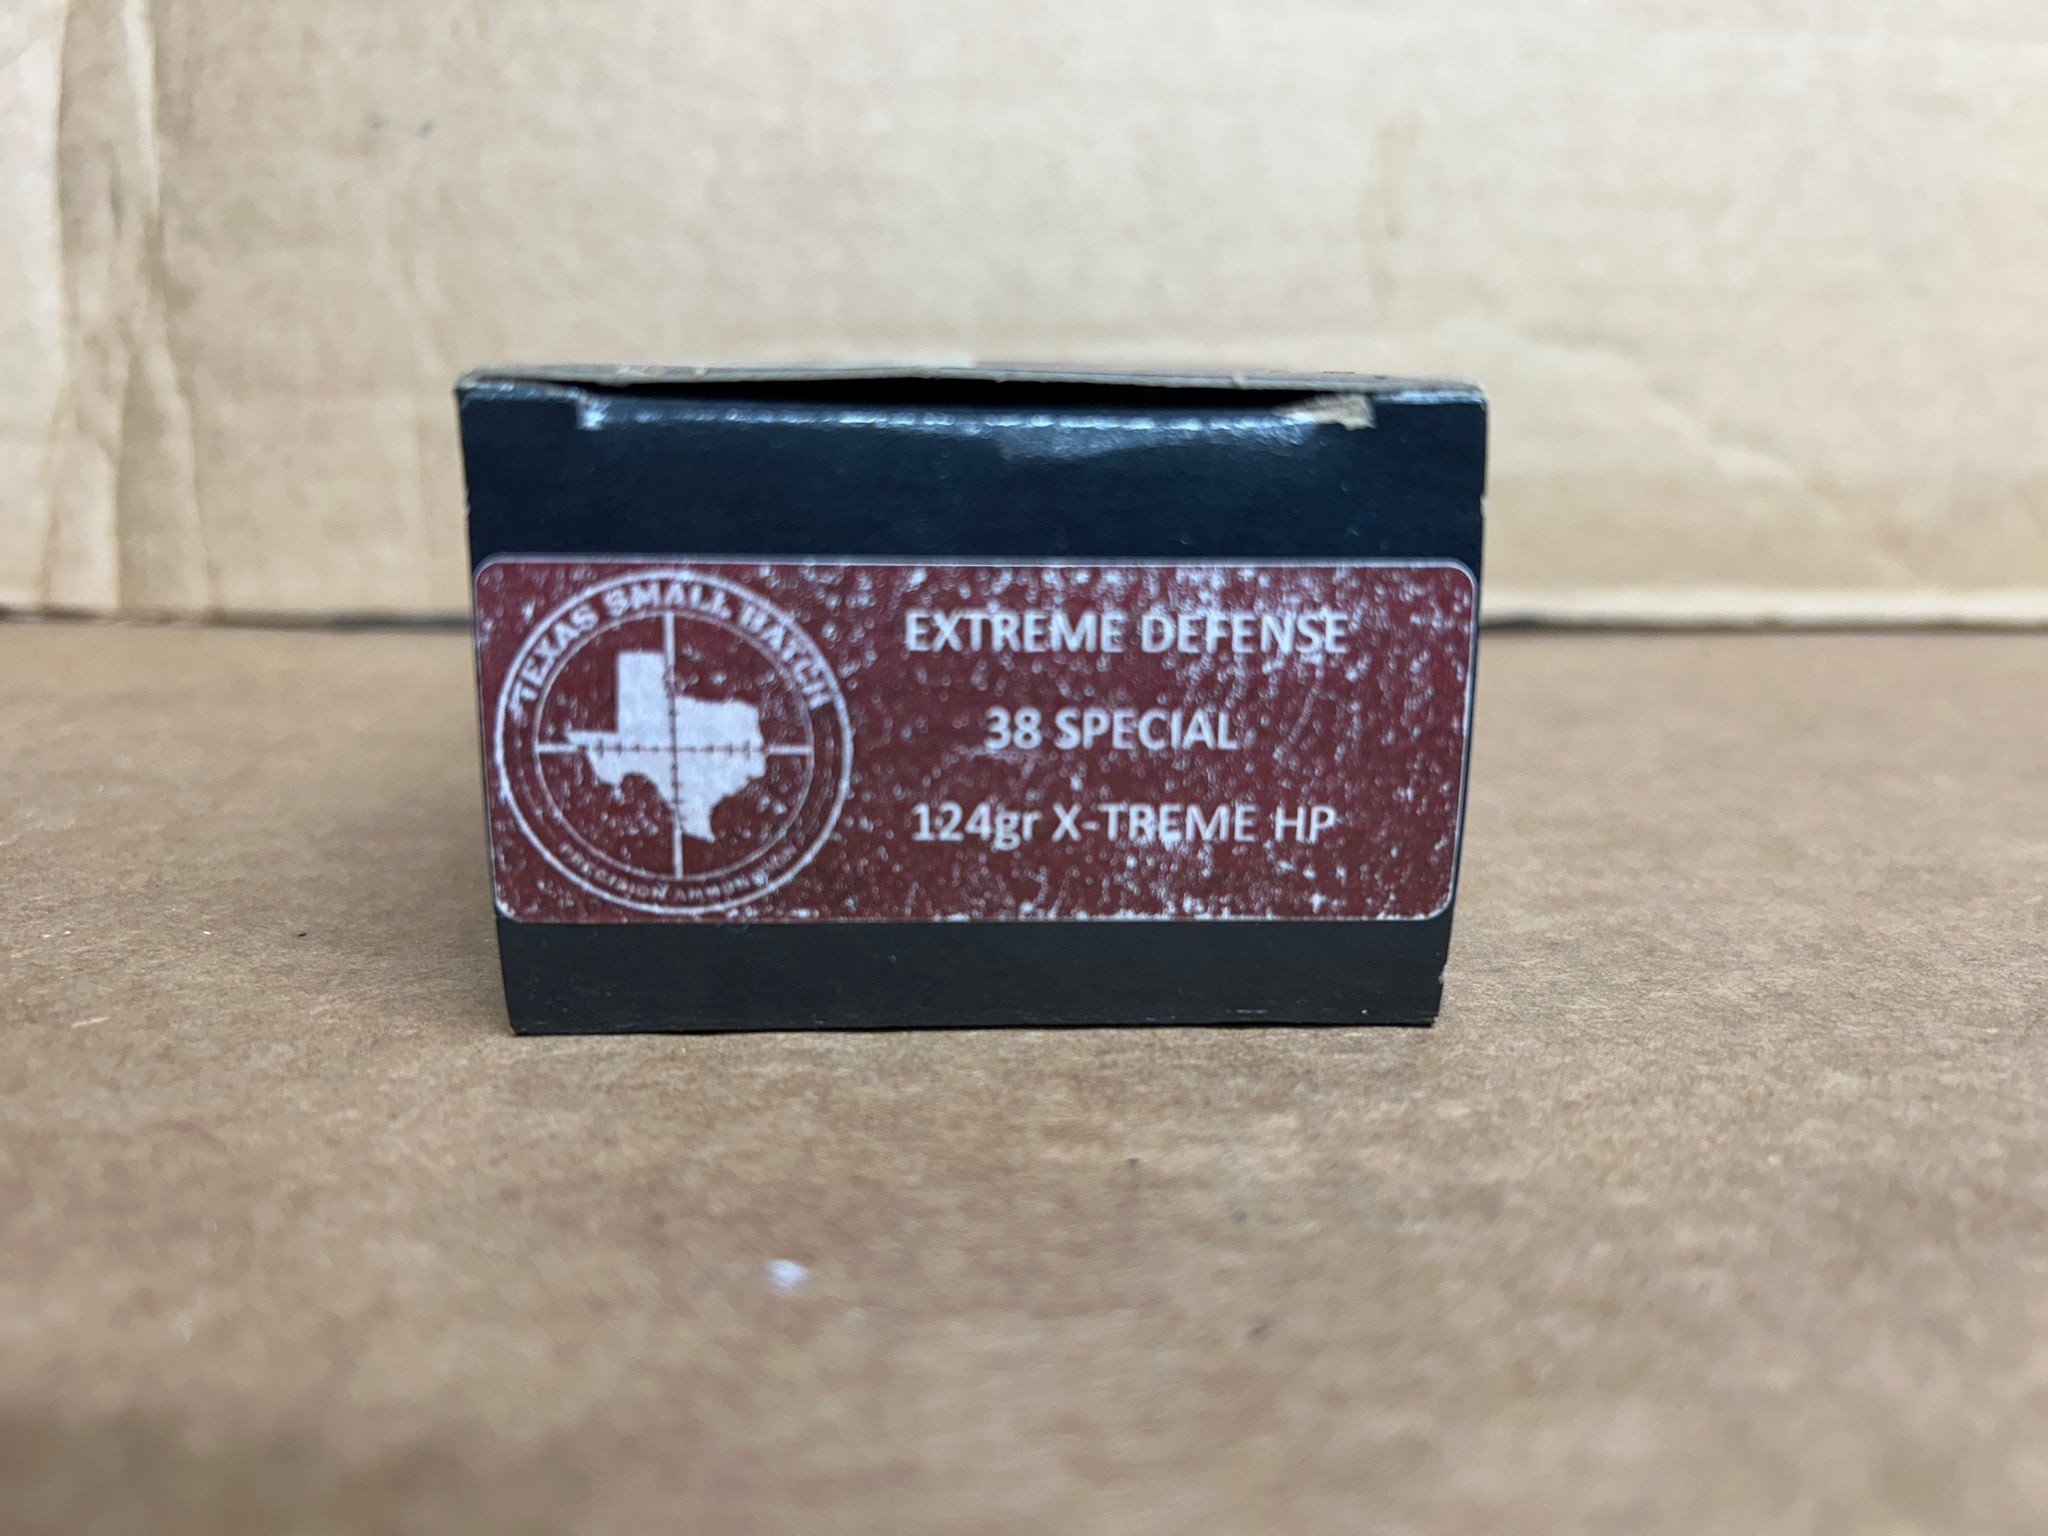 TEXAS SMALL BATCH
PRECISION AMMUNITION
EXTREME DEFENSE
38 SPECIAL
124gr X-TREME HP